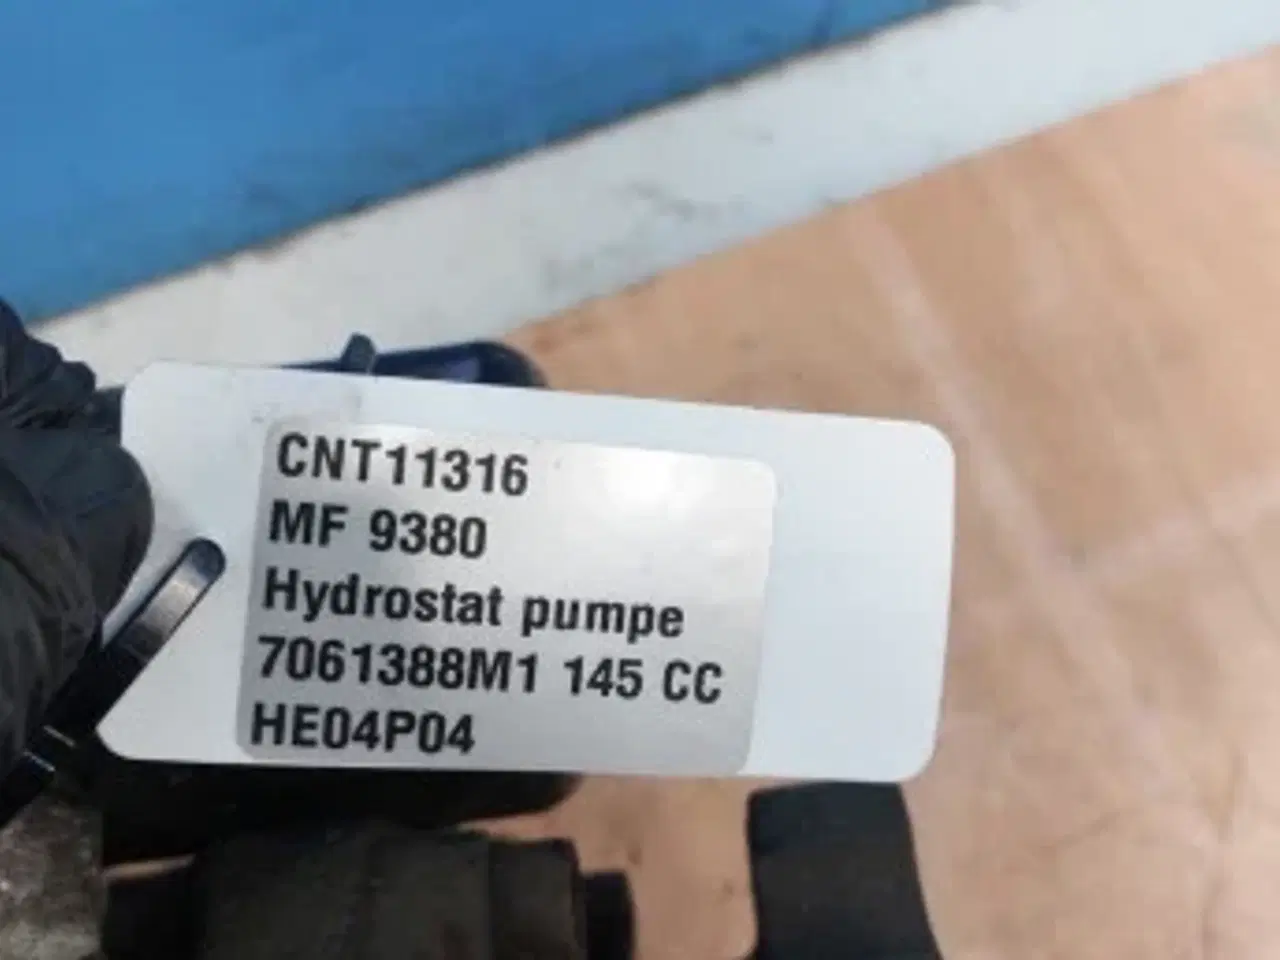 CNT11316
MF 9380
Hydrostat pumpe
7061388M1 145 CC
HE04P04